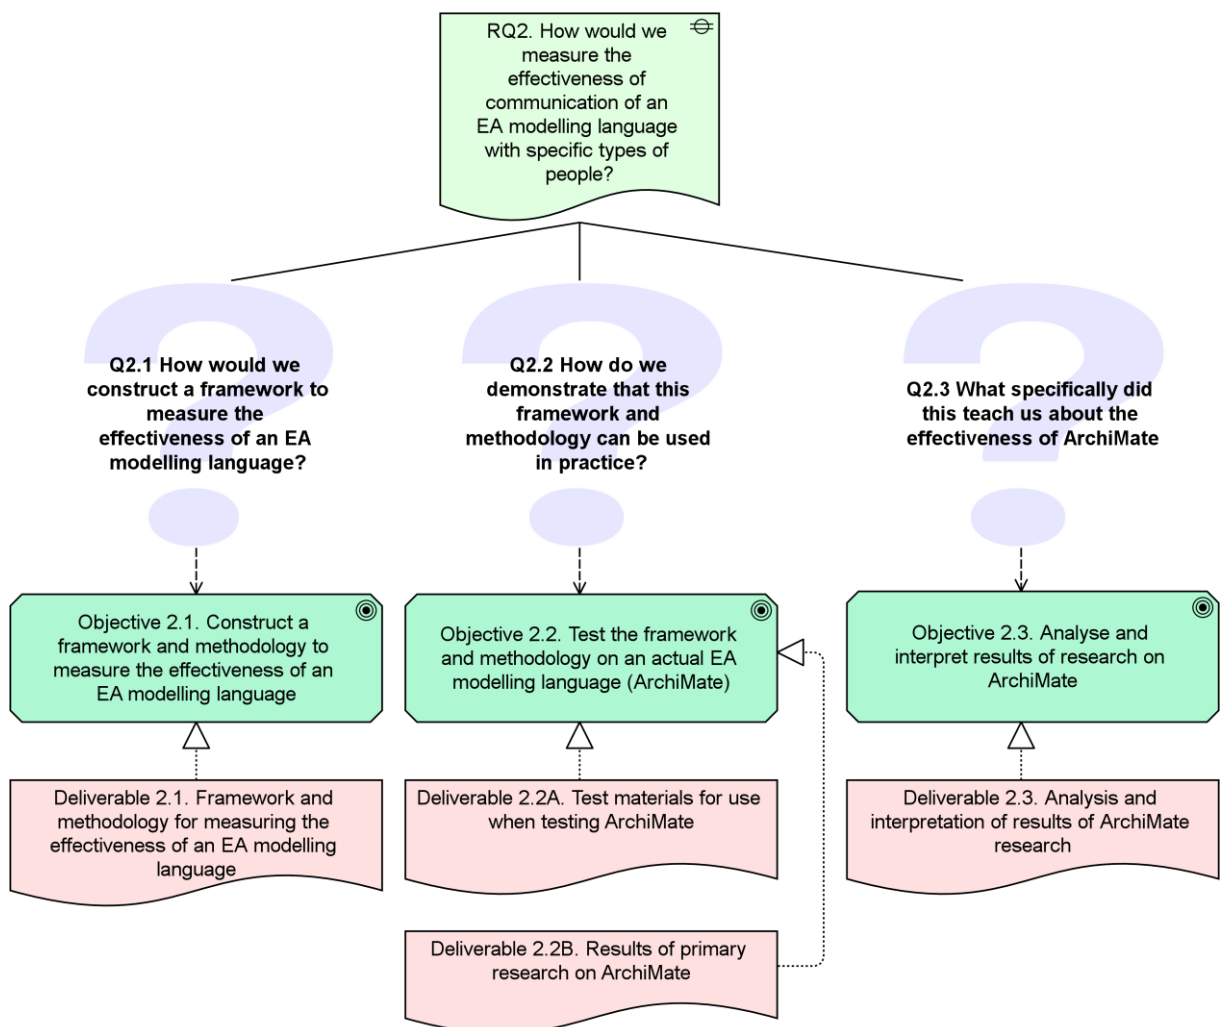 RQ2. How would we
measure the
effectiveness of
communication of an
EA modelling language
with specific types of
people?
Q2.1 How would we
construct a framework to
measure the
effectiveness of an EA
modelling language?
Q2.2 How do we
demonstrate that this
framework and
methodology can be used
in practice?
Q2.3 What specifically did
this teach us about the
effectiveness of ArchiMate
Objective 2.1. Construct a
framework and methodology to
measure the effectiveness of an
EA modelling language
Objective 2.2. Test the framework
and methodology on an actual EA
modelling language (ArchiMate)
Objective 2.3. Analyse and
interpret results of research on
ArchiMate
Deliverable 2.1. Framework and
methodology for measuring the
effectiveness of an EA modelling
language
Deliverable 2.2A. Test materials for use
when testing ArchiMate
Deliverable 2.3. Analysis and
interpretation of results of ArchiMate
research
Deliverable 2.2B. Results of primary
research on ArchiMate